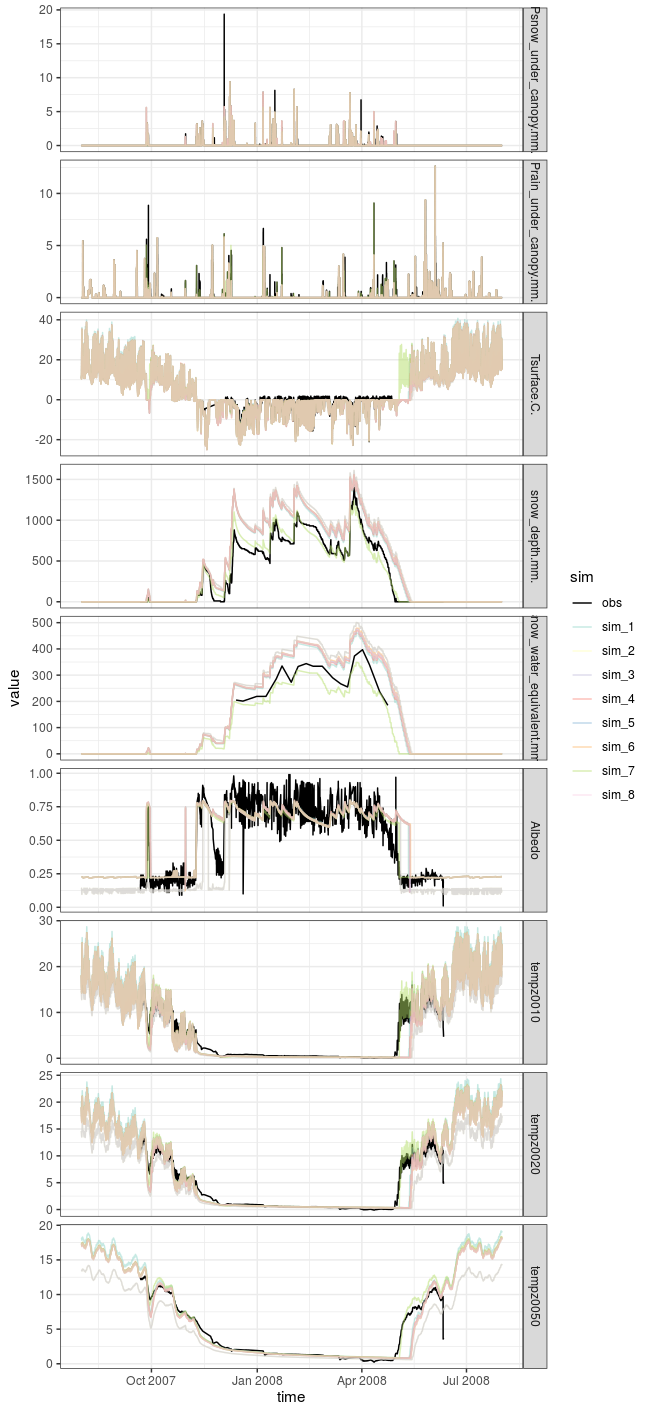 20
15
10
5
0
Psnow_under_canopy.mm.
10
5
0
Prain_under_canopy.mm.
40
20
0
-20
Tsurface.C.
1500
1000
500
0
snow_depth.mm.
500
400
300
200
100
0
now_water_equivalent.mm
1.00
0.75
0.50
0.25
0.00
Albedo
30
20
10
0
tempz0010
25
20
15
10
5
0
tempz0020
20
15
10
5
0
tempz0050
Oct 2007 Jan 2008 Apr 2008 Jul 2008
time
value
sim
obs
sim_1
sim_2
sim_3
sim_4
sim_5
sim_6
sim_7
sim_8